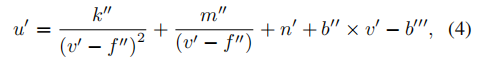 u′ = k″ / (v′ − f″)² + m″ / (v′ − f″) + n′ + b″ × v′ − b‴, (4)